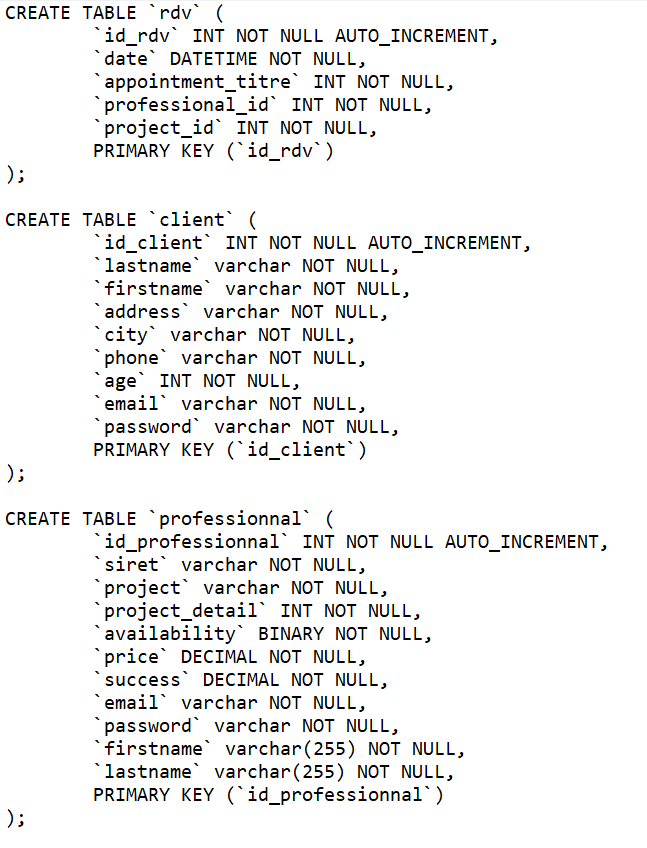 CREATE TABLE `rdv` (
`id_rdv` INT NOT NULL AUTO_INCREMENT,
`date` DATETIME NOT NULL,
`appointment_titre` INT NOT NULL,
`professional_id` INT NOT NULL,
`project_id` INT NOT NULL,
PRIMARY KEY (`id_rdv`)
);
CREATE TABLE `client` (
`id_client` INT NOT NULL AUTO_INCREMENT,
`lastname` varchar NOT NULL,
`firstname` varchar NOT NULL,
`address` varchar NOT NULL,
`city` varchar NOT NULL,
`phone` varchar NOT NULL,
`age` INT NOT NULL,
`email` varchar NOT NULL,
`password` varchar NOT NULL,
PRIMARY KEY (`id_client`)
);
CREATE TABLE `professionnal` (
`id_professionnal` INT NOT NULL AUTO_INCREMENT,
`siret` varchar NOT NULL,
`project` varchar NOT NULL,
`project_detail` INT NOT NULL,
`availability` BINARY NOT NULL,
`price` DECIMAL NOT NULL,
`success` DECIMAL NOT NULL,
`email` varchar NOT NULL,
`password` varchar NOT NULL,
`firstname` varchar(255) NOT NULL,
`lastname` varchar(255) NOT NULL,
PRIMARY KEY (`id_professionnal`)
);